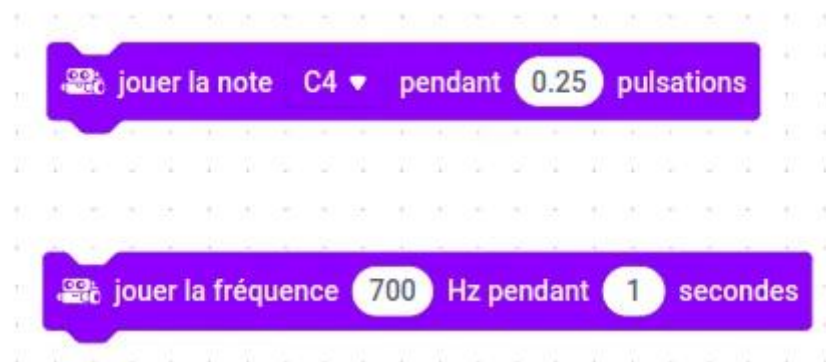 jouer la note C4 pendant 0.25 pulsations
jouer la fréquence 700 Hz pendant 1 secondes